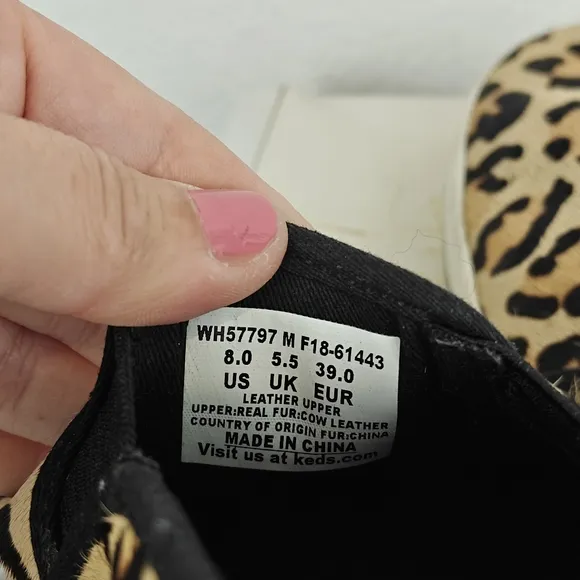 WH57797 M F18-61443
8.0 5.5 39.0
US UK EUR
LEATHER UPPER
UPPER:REAL FUR:COW LEATHER
COUNTRY OF ORIGIN FUR:CHINA
MADE IN CHINA
Visit us at keds.com